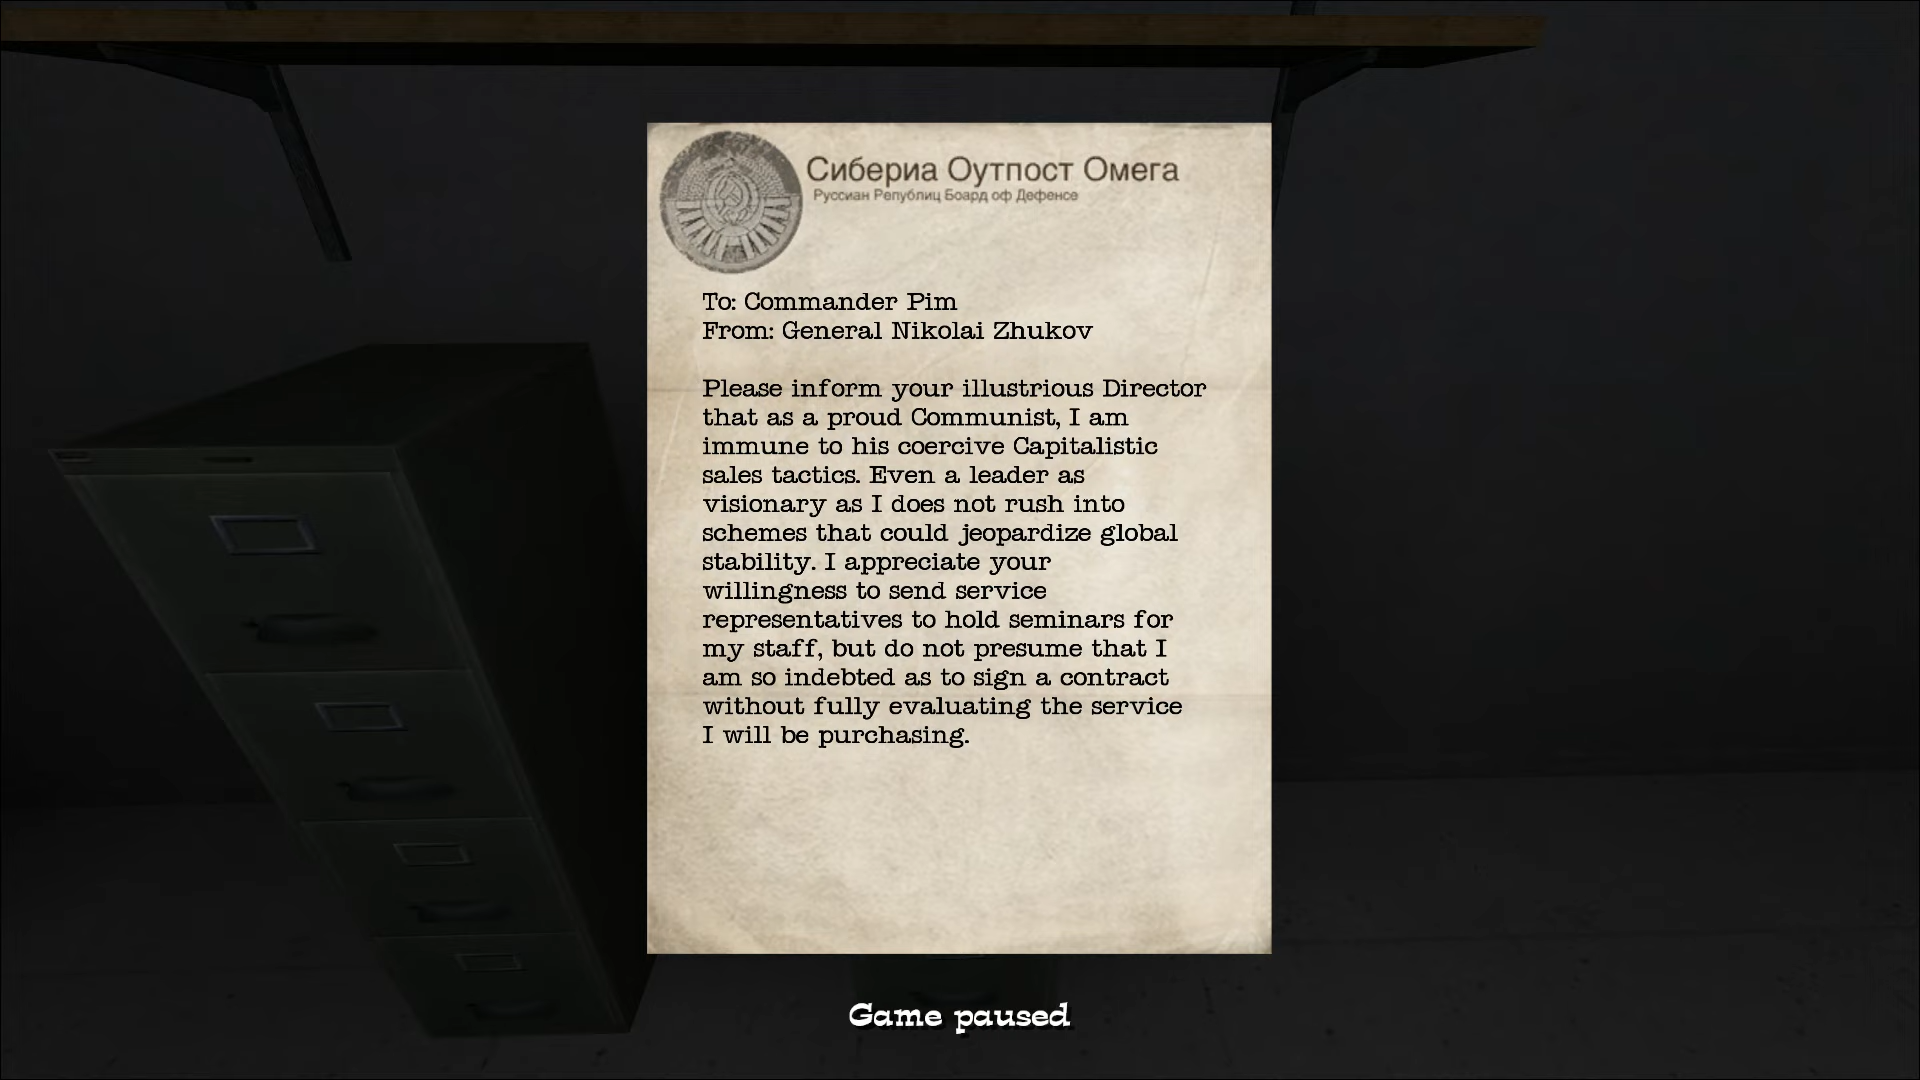 Сибериа Оутпост Омега
Руссиан Републиц Боард оф Дефенсе
To: Commander Pim
From: General Nikolai Zhukov
Please inform your illustrious Director
that as a proud Communist, I am
immune to his coercive Capitalistic
sales tactics. Even a leader as
visionary as I does not rush into
schemes that could jeopardize global
stability. I appreciate your
willingness to send service
representatives to hold seminars for
my staff, but do not presume that I
am so indebted as to sign a contract
without fully evaluating the service
I will be purchasing.
Game paused